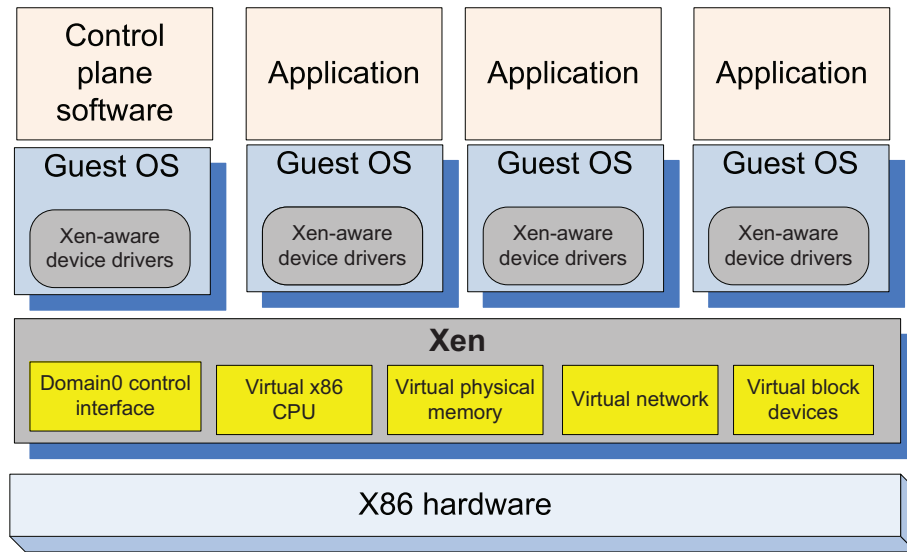 Control
plane
software
Application
Application
Application
Guest OS
Guest OS
Guest OS
Guest OS
Xen-aware
device drivers
Xen-aware
device drivers
Xen-aware
device drivers
Xen-aware
device drivers
Xen
Domain0 control
interface
Virtual x86
CPU
Virtual physical
memory
Virtual network
Virtual block
devices
X86 hardware